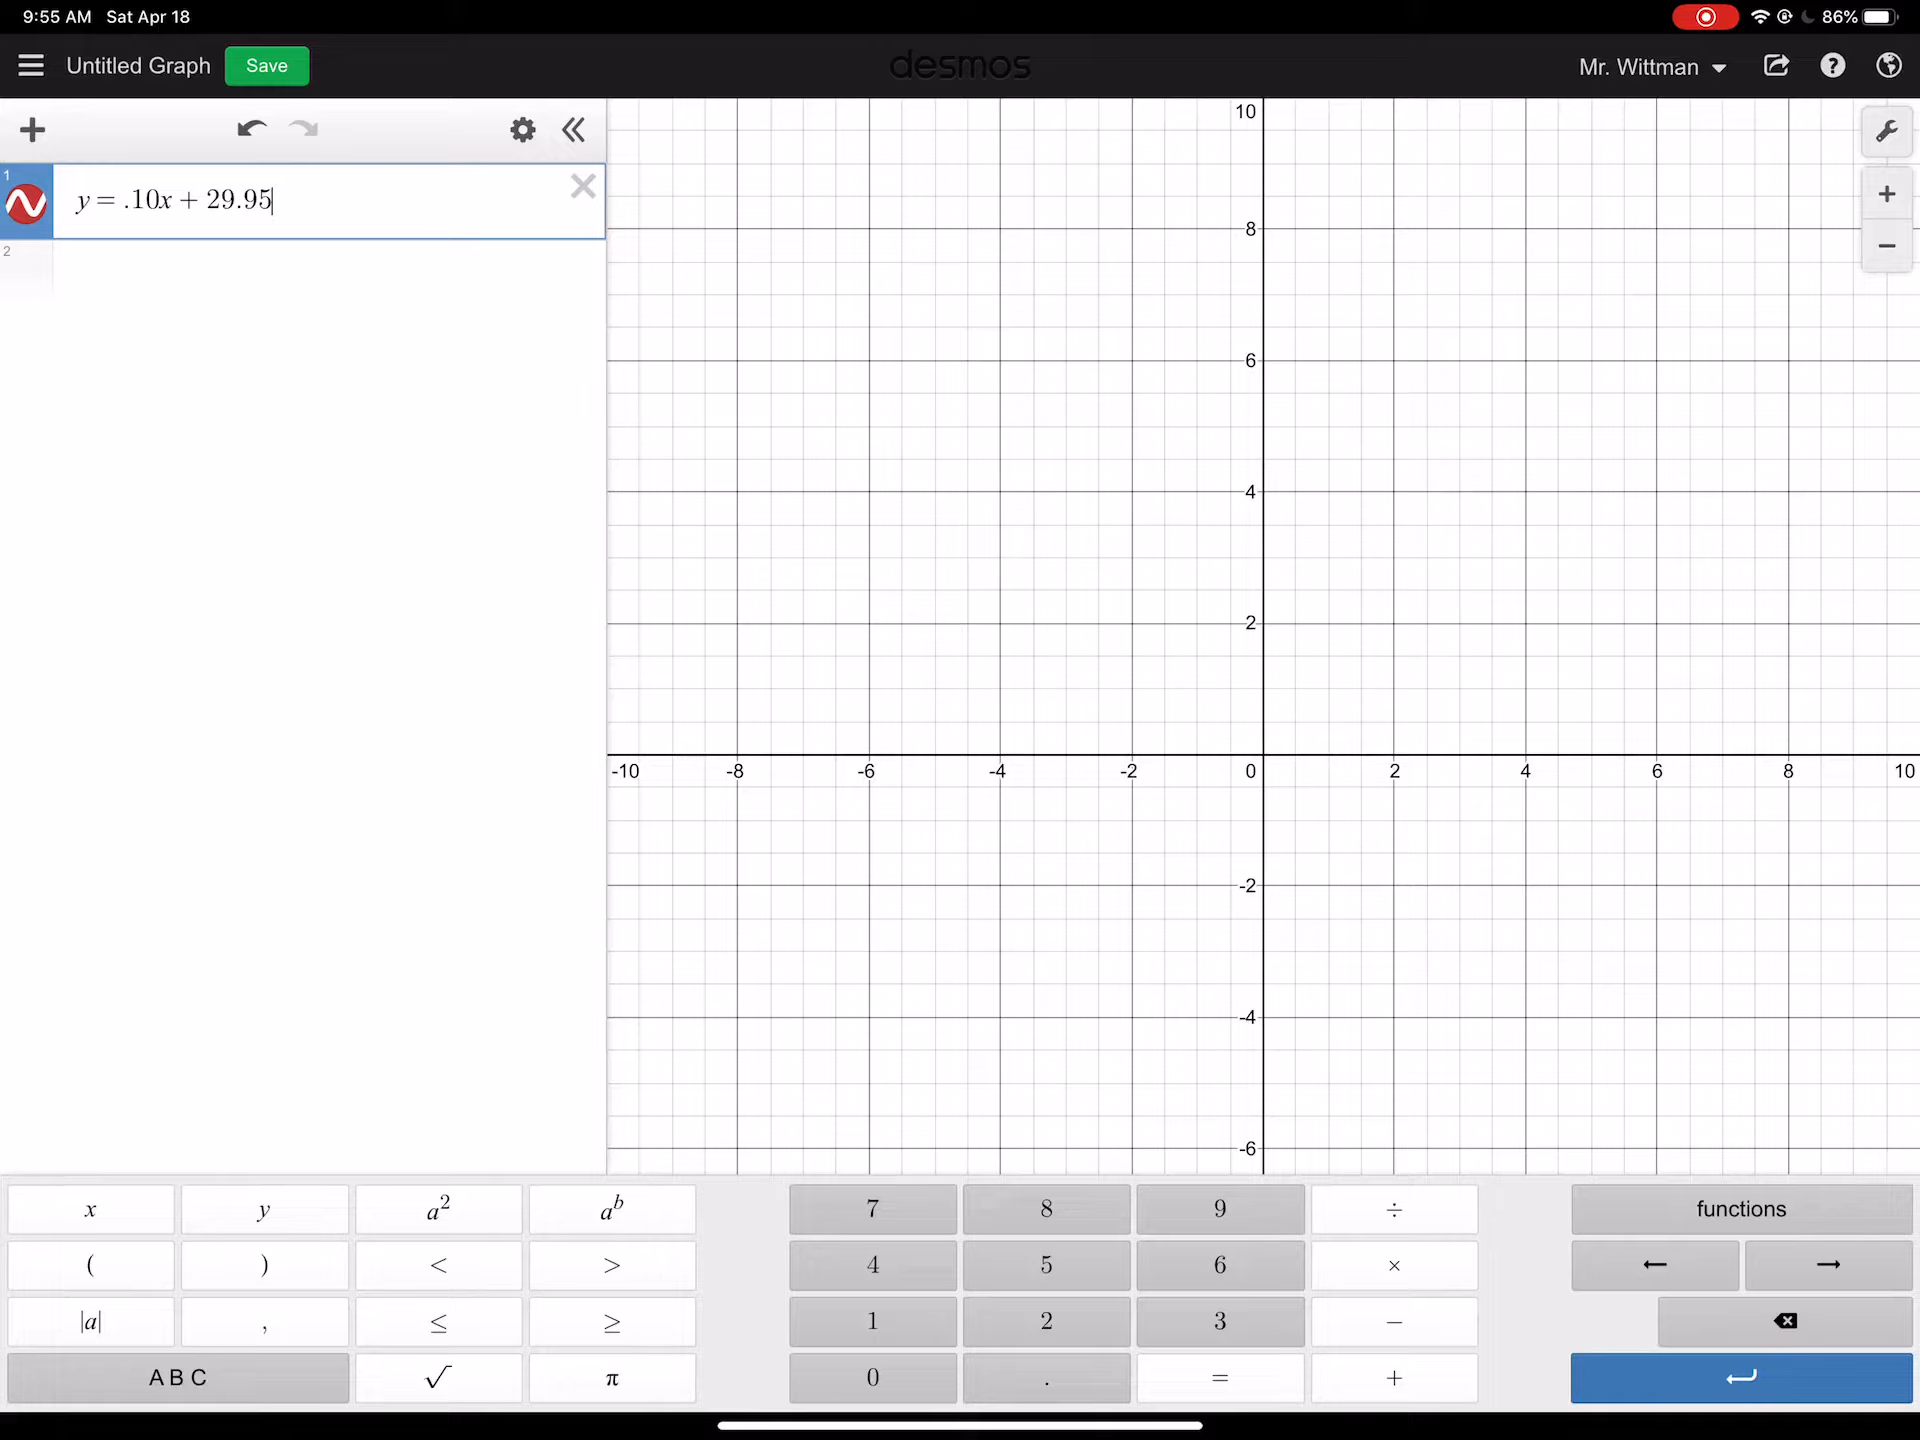 9:55 AM Sat Apr 18
86%
Untitled Graph
Save
desmos
Mr. Wittman
1
y = .10x + 29.95
2
10
8
6
4
2
-10 -8 -6 -4 -2 0 2 4 6 8 10
-2
-4
-6
x y a² aᵇ 7 8 9 ÷ functions
( ) < > 4 5 6 × ← →
|a| , ≤ ≥ 1 2 3 −
A B C √ π 0 . = +